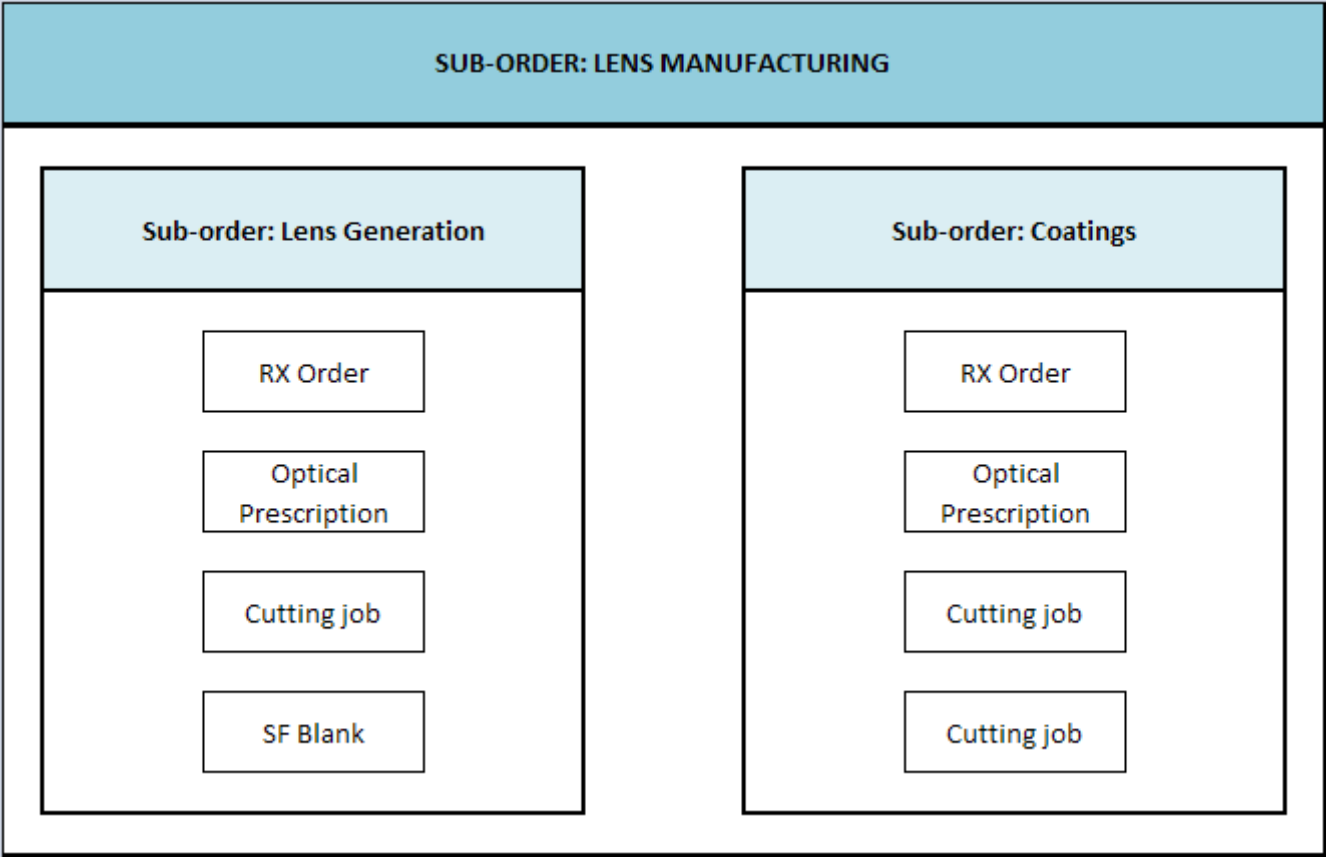 SUB-ORDER: LENS MANUFACTURING
Sub-order: Lens Generation
RX Order
Optical
Prescription
Cutting job
SF Blank
Sub-order: Coatings
RX Order
Optical
Prescription
Cutting job
Cutting job